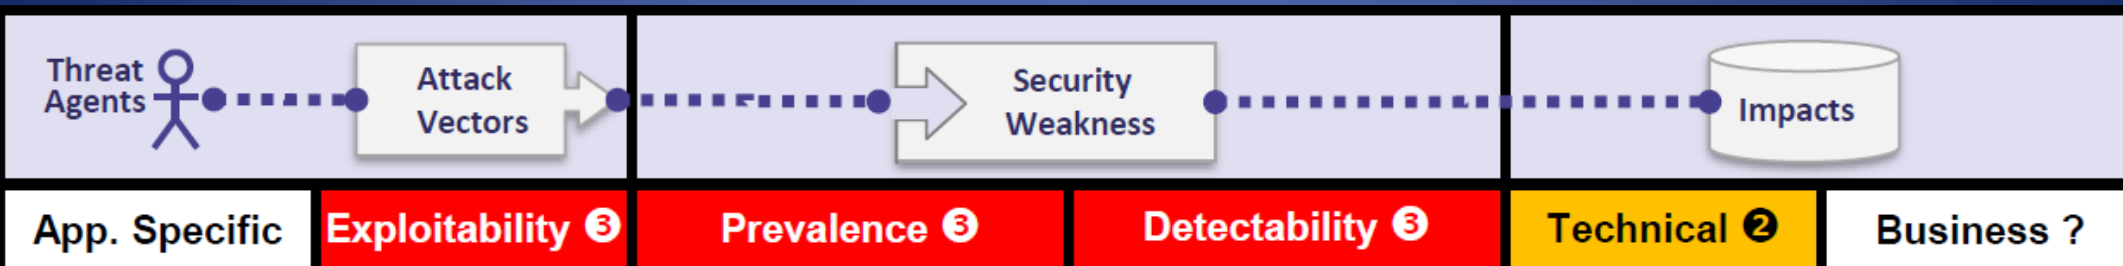 Threat
Agents
Attack
Vectors
Security
Weakness
Impacts
App. Specific
Exploitability ❸
Prevalence ❸
Detectability ❸
Technical ❷
Business ?